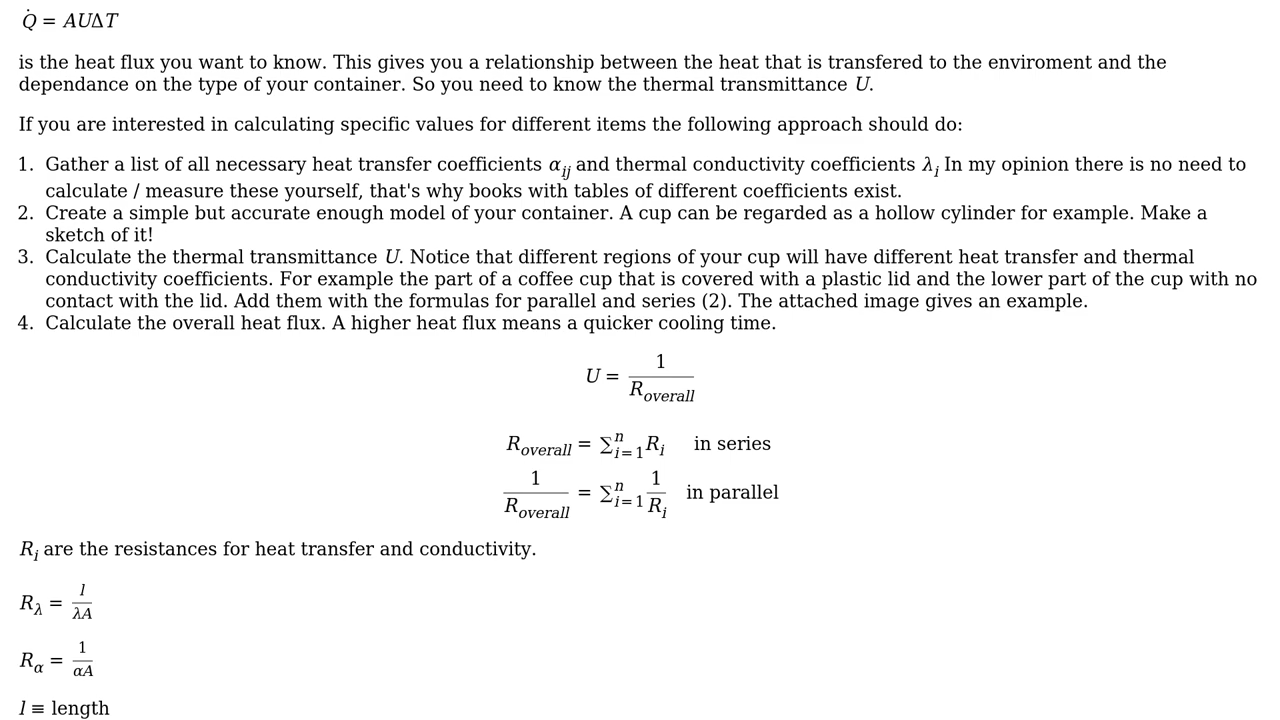 Q̇ = AUΔT
is the heat flux you want to know. This gives you a relationship between the heat that is transfered to the enviroment and the
dependance on the type of your container. So you need to know the thermal transmittance U.
If you are interested in calculating specific values for different items the following approach should do:
1. Gather a list of all necessary heat transfer coefficients α_ij and thermal conductivity coefficients λ_i In my opinion there is no need to
calculate / measure these yourself, that's why books with tables of different coefficients exist.
2. Create a simple but accurate enough model of your container. A cup can be regarded as a hollow cylinder for example. Make a
sketch of it!
3. Calculate the thermal transmittance U. Notice that different regions of your cup will have different heat transfer and thermal
conductivity coefficients. For example the part of a coffee cup that is covered with a plastic lid and the lower part of the cup with no
contact with the lid. Add them with the formulas for parallel and series (2). The attached image gives an example.
4. Calculate the overall heat flux. A higher heat flux means a quicker cooling time.
U = 1 / R_overall
R_overall = ∑_{i=1}^n R_i in series
1 / R_overall = ∑_{i=1}^n 1 / R_i in parallel
R_i are the resistances for heat transfer and conductivity.
R_λ = l / λA
R_α = 1 / αA
l ≡ length